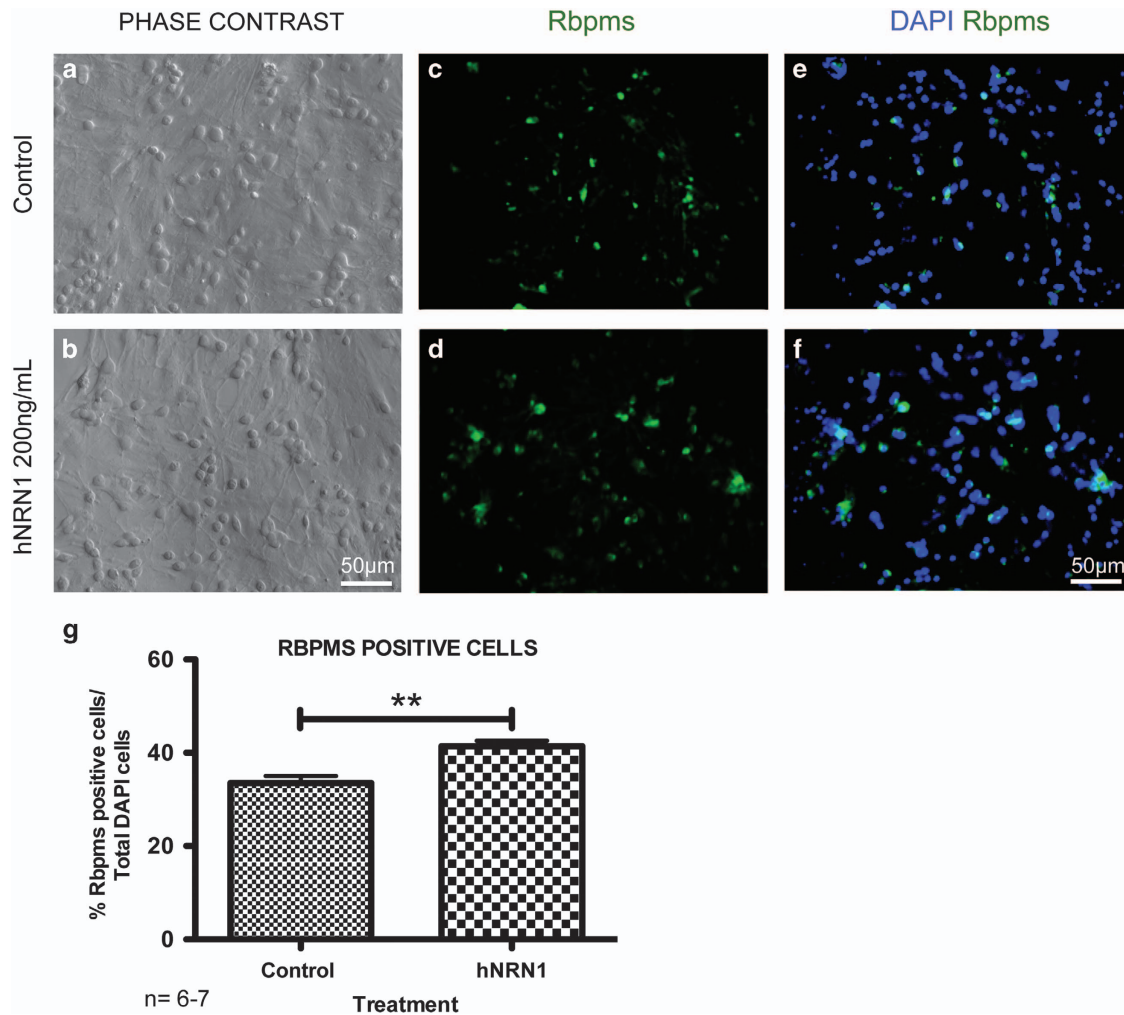 PHASE CONTRAST
Rbpms
DAPI Rbpms
Control
a
c
e
hNRN1 200ng/mL
b
d
f
50µm
50µm
g
RBPMS POSITIVE CELLS
% Rbpms positive cells/
Total DAPI cells
60
40
20
0
**
Control
hNRN1
n= 6-7
Treatment